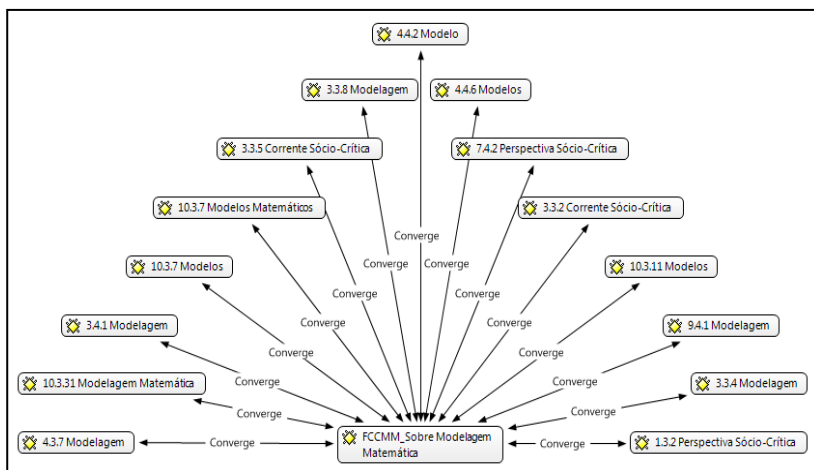 4.4.2 Modelo
3.3.8 Modelagem
4.4.6 Modelos
3.3.5 Corrente Sócio-Crítica
7.4.2 Perspectiva Sócio-Crítica
10.3.7 Modelos Matemáticos
3.3.2 Corrente Sócio-Crítica
Converge
Converge
Converge
10.3.7 Modelos
10.3.11 Modelos
Converge
Converge
Converge
Converge
3.4.1 Modelagem
9.4.1 Modelagem
Converge
Converge
Converge
Converge
10.3.31 Modelagem Matemática
3.3.4 Modelagem
Converge
Converge
4.3.7 Modelagem
Converge
FCCMM_Sobre Modelagem
Matemática
Converge
1.3.2 Perspectiva Sócio-Crítica